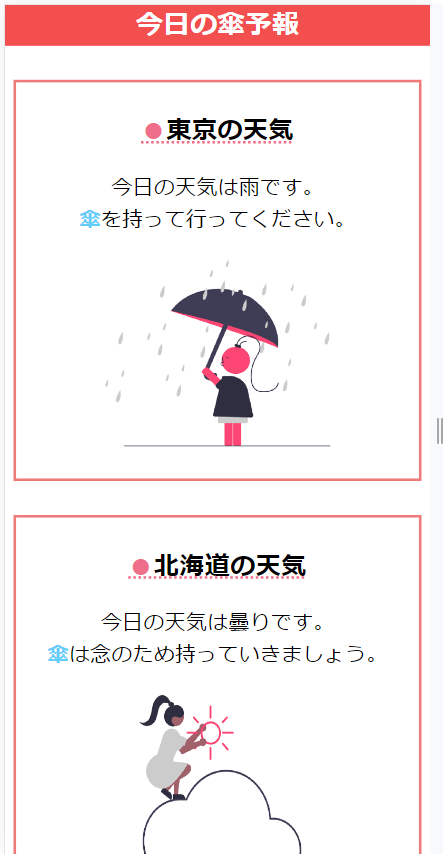 今日の傘予報
●東京の天気
今日の天気は雨です。
傘を持って行ってください。
●北海道の天気
今日の天気は曇りです。
傘は念のため持っていきましょう。